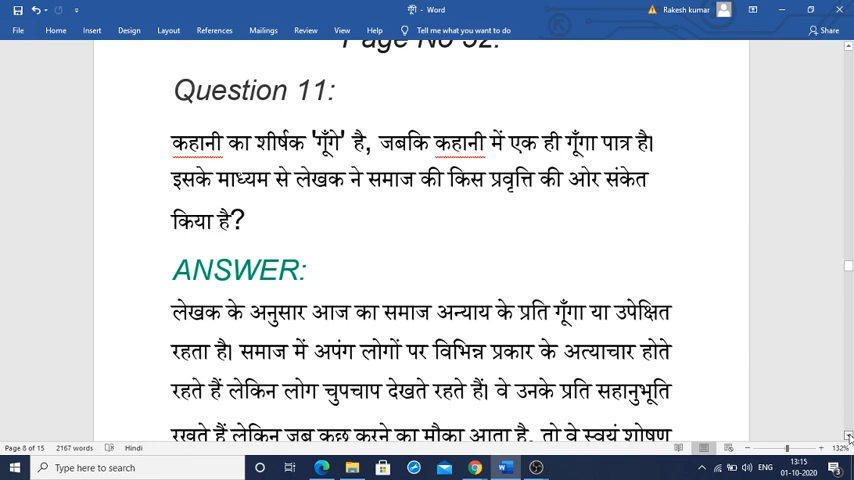 गूँगे - Word
Rakesh kumar
File Home Insert Design Layout References Mailings Review View Help Tell me what you want to do Share
Page No 52:
Question 11:
कहानी का शीर्षक 'गूँगे' है, जबकि कहानी में एक ही गूँगा पात्र है।
इसके माध्यम से लेखक ने समाज की किस प्रवृत्ति की ओर संकेत
किया है?
ANSWER:
लेखक के अनुसार आज का समाज अन्याय के प्रति गूँगा या उपेक्षित
रहता है। समाज में अपंग लोगों पर विभिन्न प्रकार के अत्याचार होते
रहते हैं लेकिन लोग चुपचाप देखते रहते हैं। वे उनके प्रति सहानुभूति
रखते हैं लेकिन जब कुछ करने का मौका आता है, तो वे स्वयं शोषण
Page 8 of 15 2167 words Hindi 132%
Type here to search
ENG 13:15
01-10-2020 3